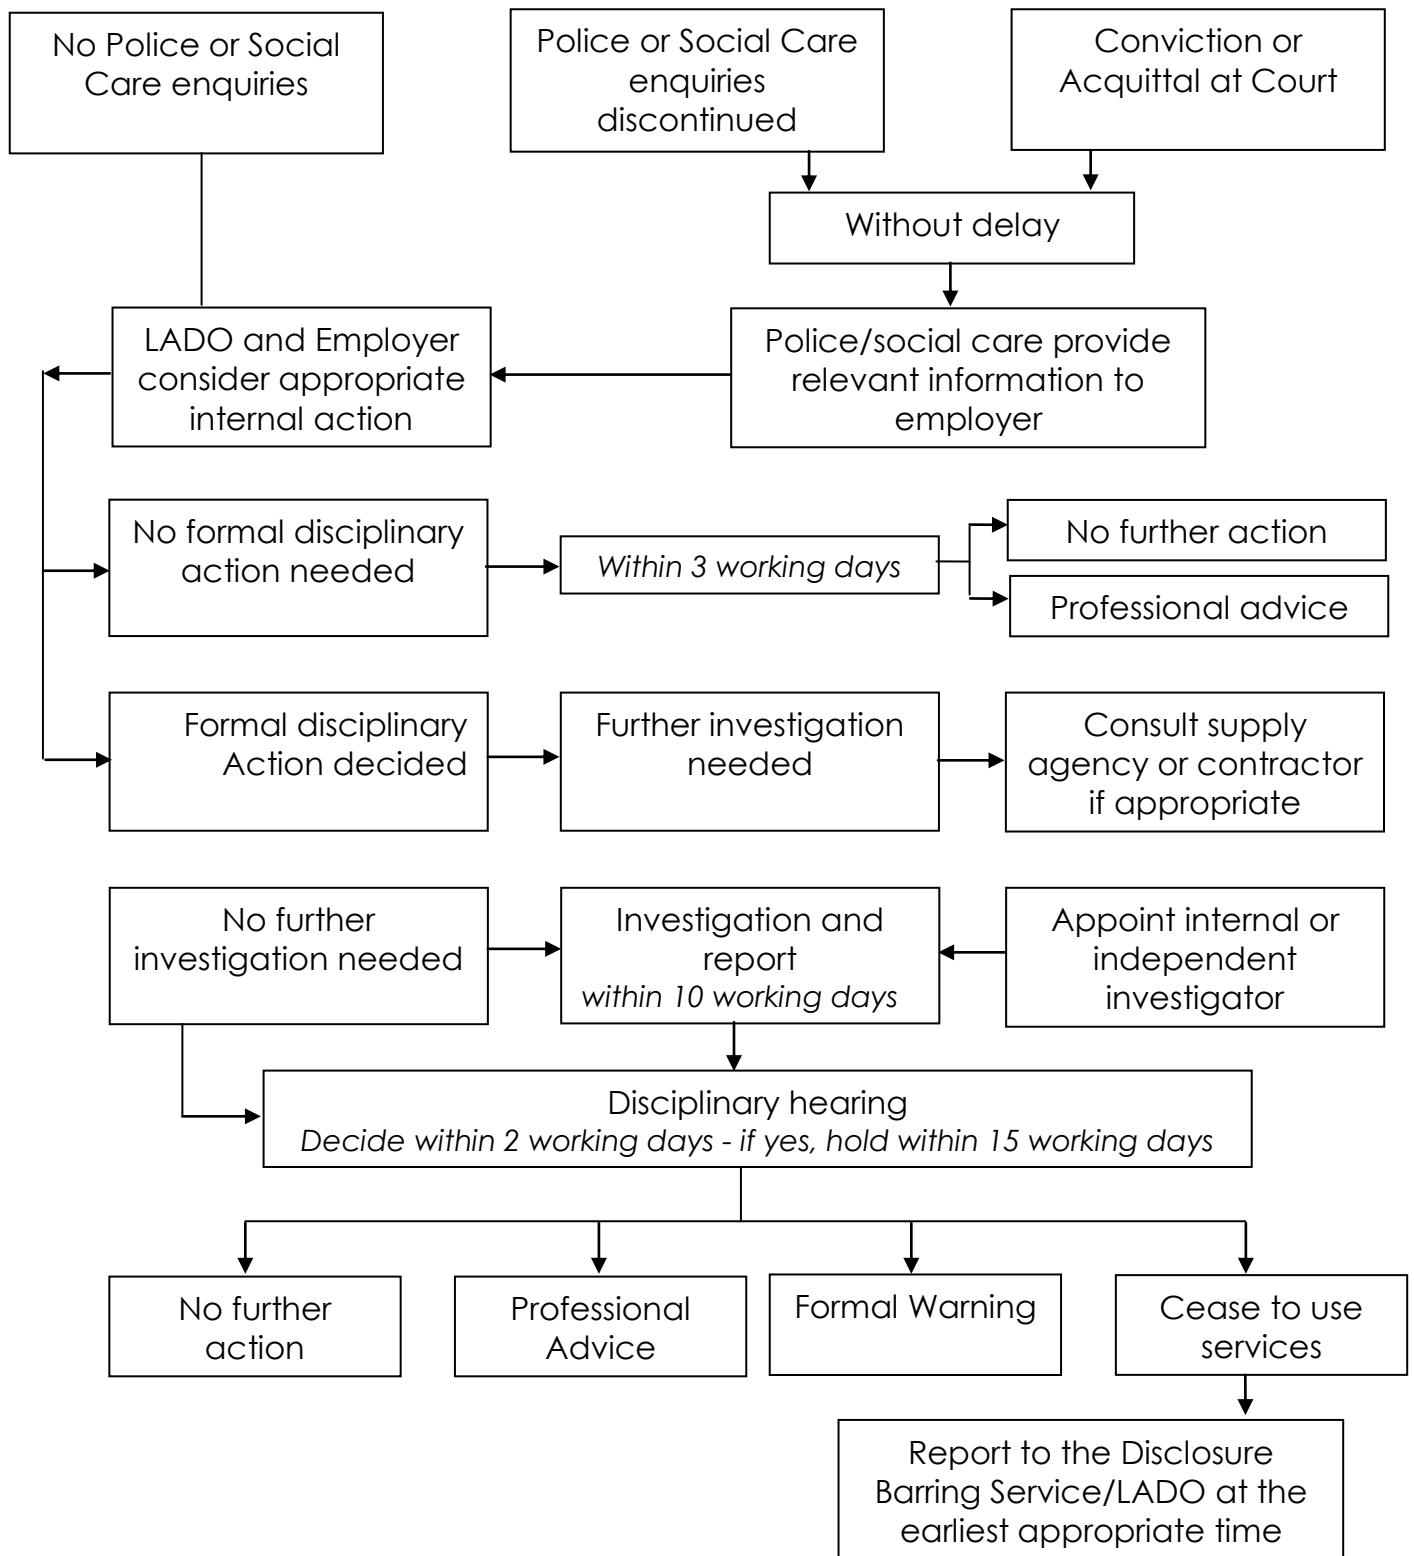 No Police or Social
Care enquiries
Police or Social Care
enquiries
discontinued
Conviction or
Acquittal at Court
Without delay
LADO and Employer
consider appropriate
internal action
Police/social care provide
relevant information to
employer
No formal disciplinary
action needed
Within 3 working days
No further action
Professional advice
Formal disciplinary
Action decided
Further investigation
needed
Consult supply
agency or contractor
if appropriate
No further
investigation needed
Investigation and
report
within 10 working days
Appoint internal or
independent
investigator
Disciplinary hearing
Decide within 2 working days - if yes, hold within 15 working days
No further
action
Professional
Advice
Formal Warning
Cease to use
services
Report to the Disclosure
Barring Service/LADO at the
earliest appropriate time